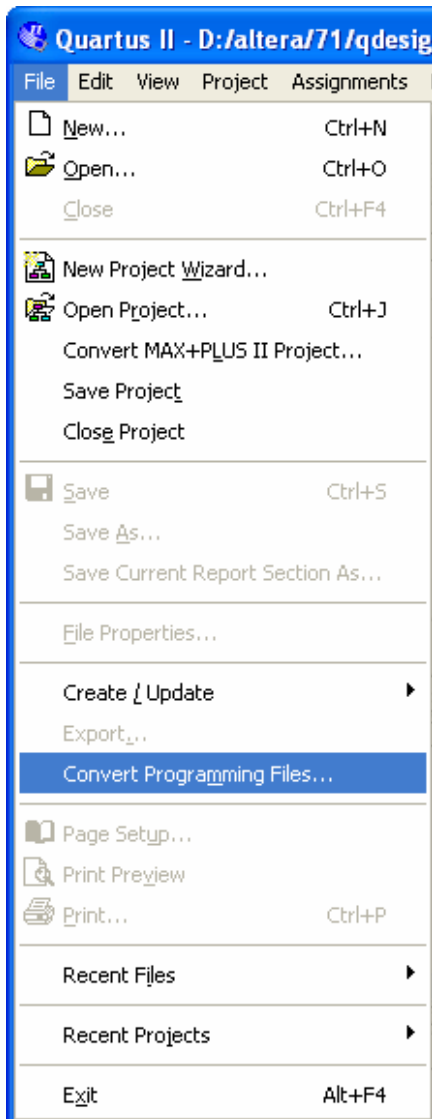 Quartus II - D:/altera/71/qdesig
File Edit View Project Assignments
New... Ctrl+N
Open... Ctrl+O
Close Ctrl+F4
New Project Wizard...
Open Project... Ctrl+J
Convert MAX+PLUS II Project...
Save Project
Close Project
Save Ctrl+S
Save As...
Save Current Report Section As...
File Properties...
Create / Update
Export...
Convert Programming Files...
Page Setup...
Print Preview
Print... Ctrl+P
Recent Files
Recent Projects
Exit Alt+F4